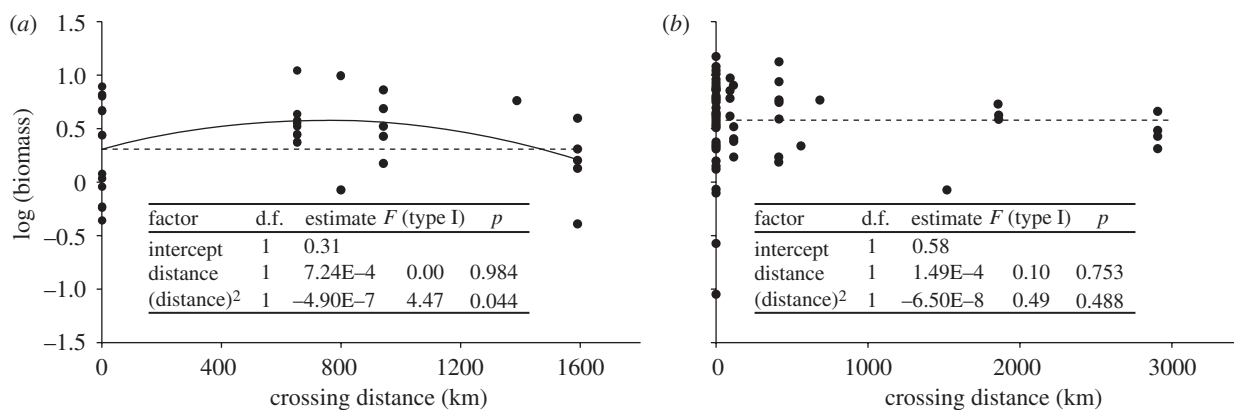 (a)
1.5
1.0
0.5
0
–0.5
–1.0
–1.5
log (biomass)
factor d.f. estimate F (type I) p
intercept 1 0.31
distance 1 7.24E–4 0.00 0.984
(distance)2 1 –4.90E–7 4.47 0.044
0 400 800 1200 1600
crossing distance (km)
(b)
factor d.f. estimate F (type I) p
intercept 1 0.58
distance 1 1.49E–4 0.10 0.753
(distance)2 1 –6.50E–8 0.49 0.488
0 1000 2000 3000
crossing distance (km)